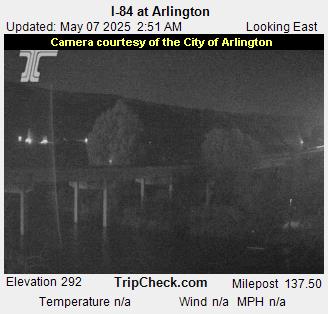 I-84 at Arlington
Updated: May 07 2025 2:51 AM Looking East
Camera courtesy of the City of Arlington
Elevation 292 TripCheck.com Milepost 137.50
Temperature n/a Wind n/a MPH n/a